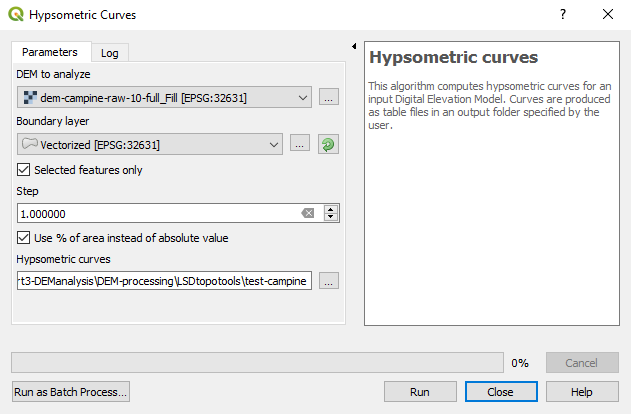 Hypsometric Curves
Parameters
Log
DEM to analyze
dem-campine-raw-10-full_Fill [EPSG:32631]
...
Boundary layer
Vectorized [EPSG:32631]
...
Selected features only
Step
1.000000
Use % of area instead of absolute value
Hypsometric curves
rt3-DEManalysis\DEM-processing\LSDtopotools\test-campine
...
Hypsometric curves
This algorithm computes hypsometric curves for an
input Digital Elevation Model. Curves are produced
as table files in an output folder specified by the
user.
0%
Cancel
Run as Batch Process...
Run
Close
Help